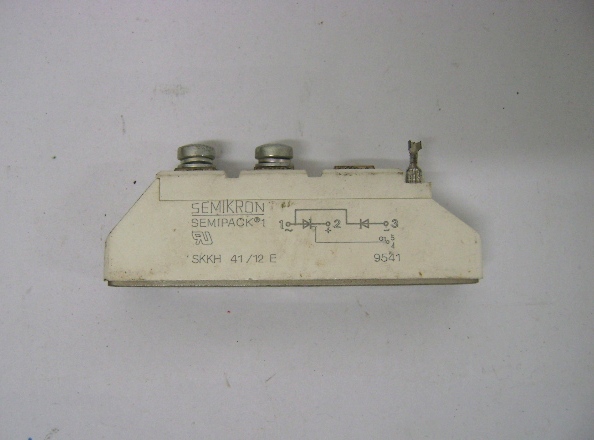 SEMIKRON
SEMIPACK® 1
1 2 3
~ + -
SKKH 41/12 E
9541